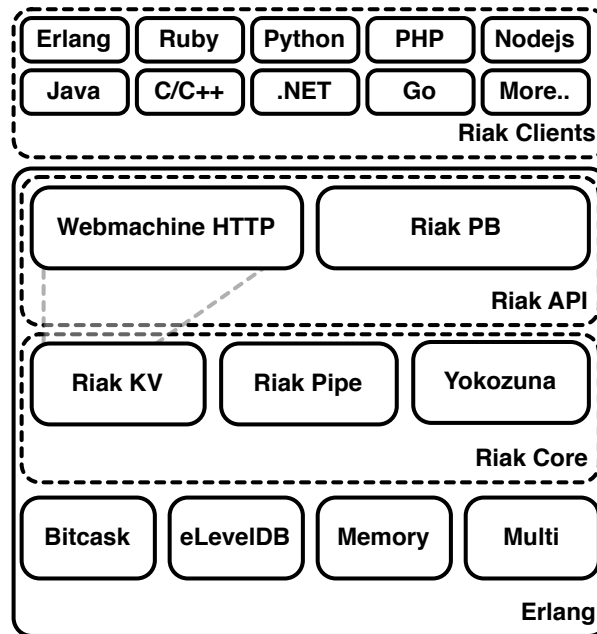 Erlang Ruby Python PHP Nodejs
Java C/C++ .NET Go More..
Riak Clients
Webmachine HTTP Riak PB
Riak API
Riak KV Riak Pipe Yokozuna
Riak Core
Bitcask eLevelDB Memory Multi
Erlang